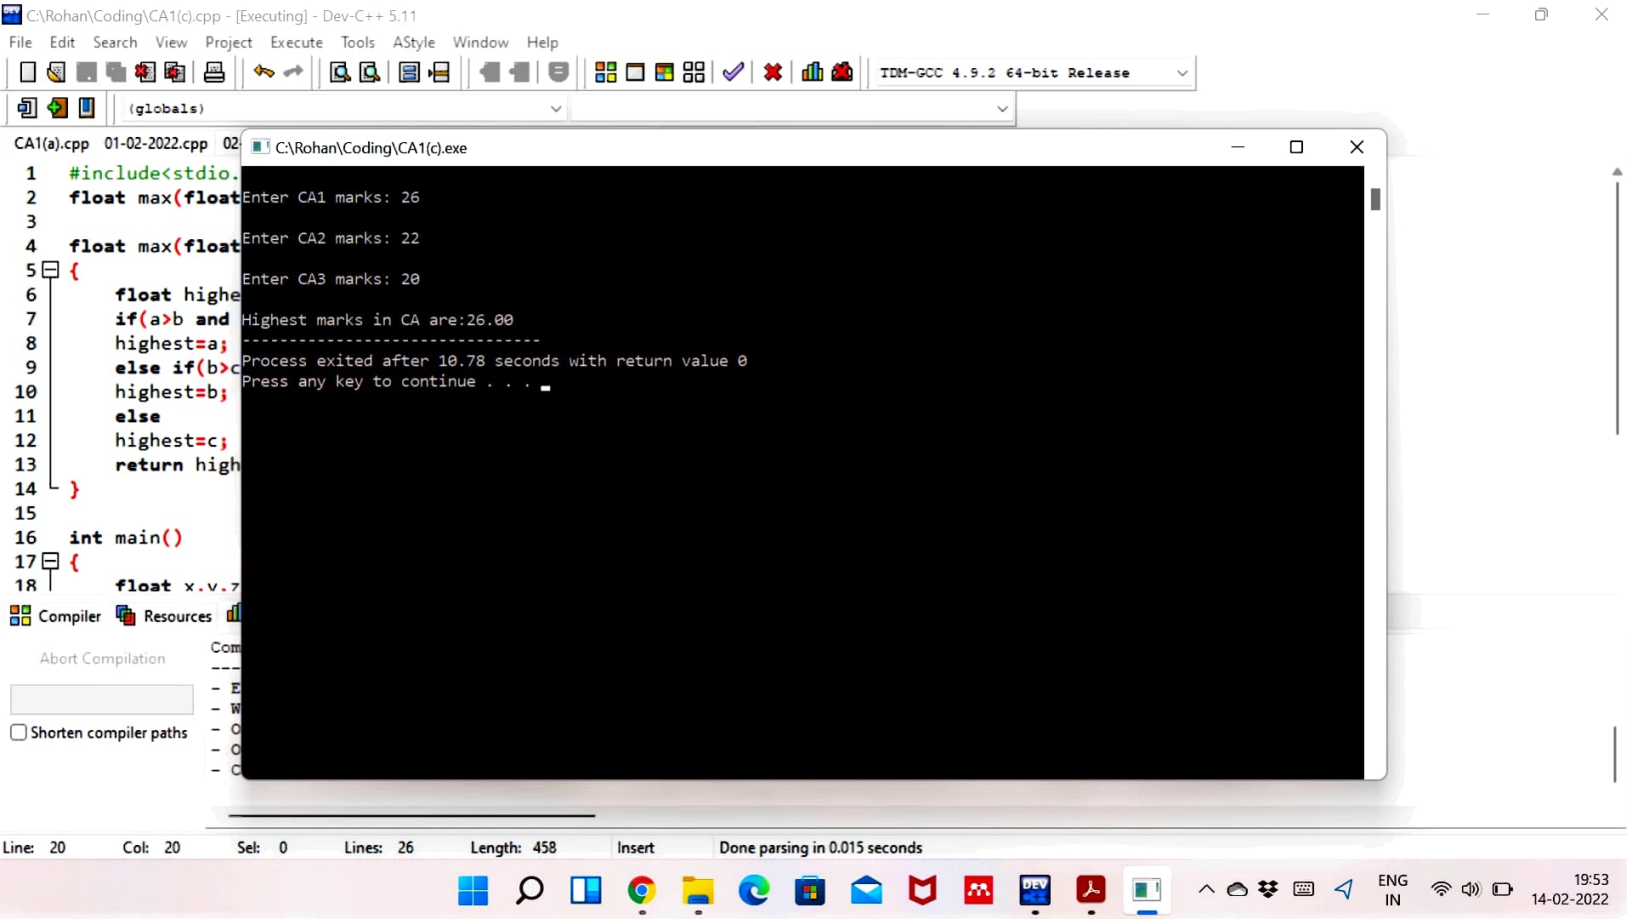 C:\Rohan\Coding\CA1(c).cpp - [Executing] - Dev-C++ 5.11
File Edit Search View Project Execute Tools AStyle Window Help
TDM-GCC 4.9.2 64-bit Release
(globals)
CA1(a).cpp 01-02-2022.cpp 02
C:\Rohan\Coding\CA1(c).exe
1 #include<stdio.
2 float max(float
3
4 float max(float
5 {
6 float highe
7 if(a>b and
8 highest=a;
9 else if(b>c
10 highest=b;
11 else
12 highest=c;
13 return high
14 }
15
16 int main()
17 {
18 float x,y,z
Enter CA1 marks: 26
Enter CA2 marks: 22
Enter CA3 marks: 20
Highest marks in CA are:26.00
--------------------------------
Process exited after 10.78 seconds with return value 0
Press any key to continue . . .
Compiler Resources
Abort Compilation
Shorten compiler paths
Com
---
- E
- W
- O
- O
- C
Line: 20 Col: 20 Sel: 0 Lines: 26 Length: 458 Insert Done parsing in 0.015 seconds
DEV
ENG
IN
19:53
14-02-2022